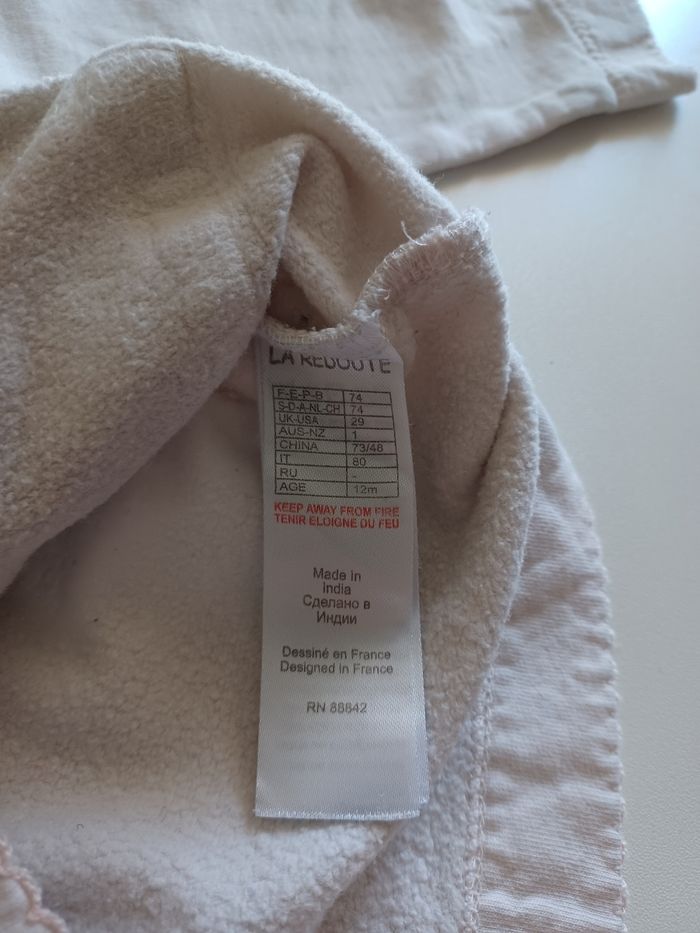 LA REDOUTE
F-E-P-B 74
S-D-A-NL-CH 74
UK-USA 29
AUS-NZ 1
CHINA 73/48
IT 80
RU -
AGE 12m
KEEP AWAY FROM FIRE
TENIR ELOIGNE DU FEU
Made in
India
Сделано в
Индии
Dessiné en France
Designed in France
RN 88842